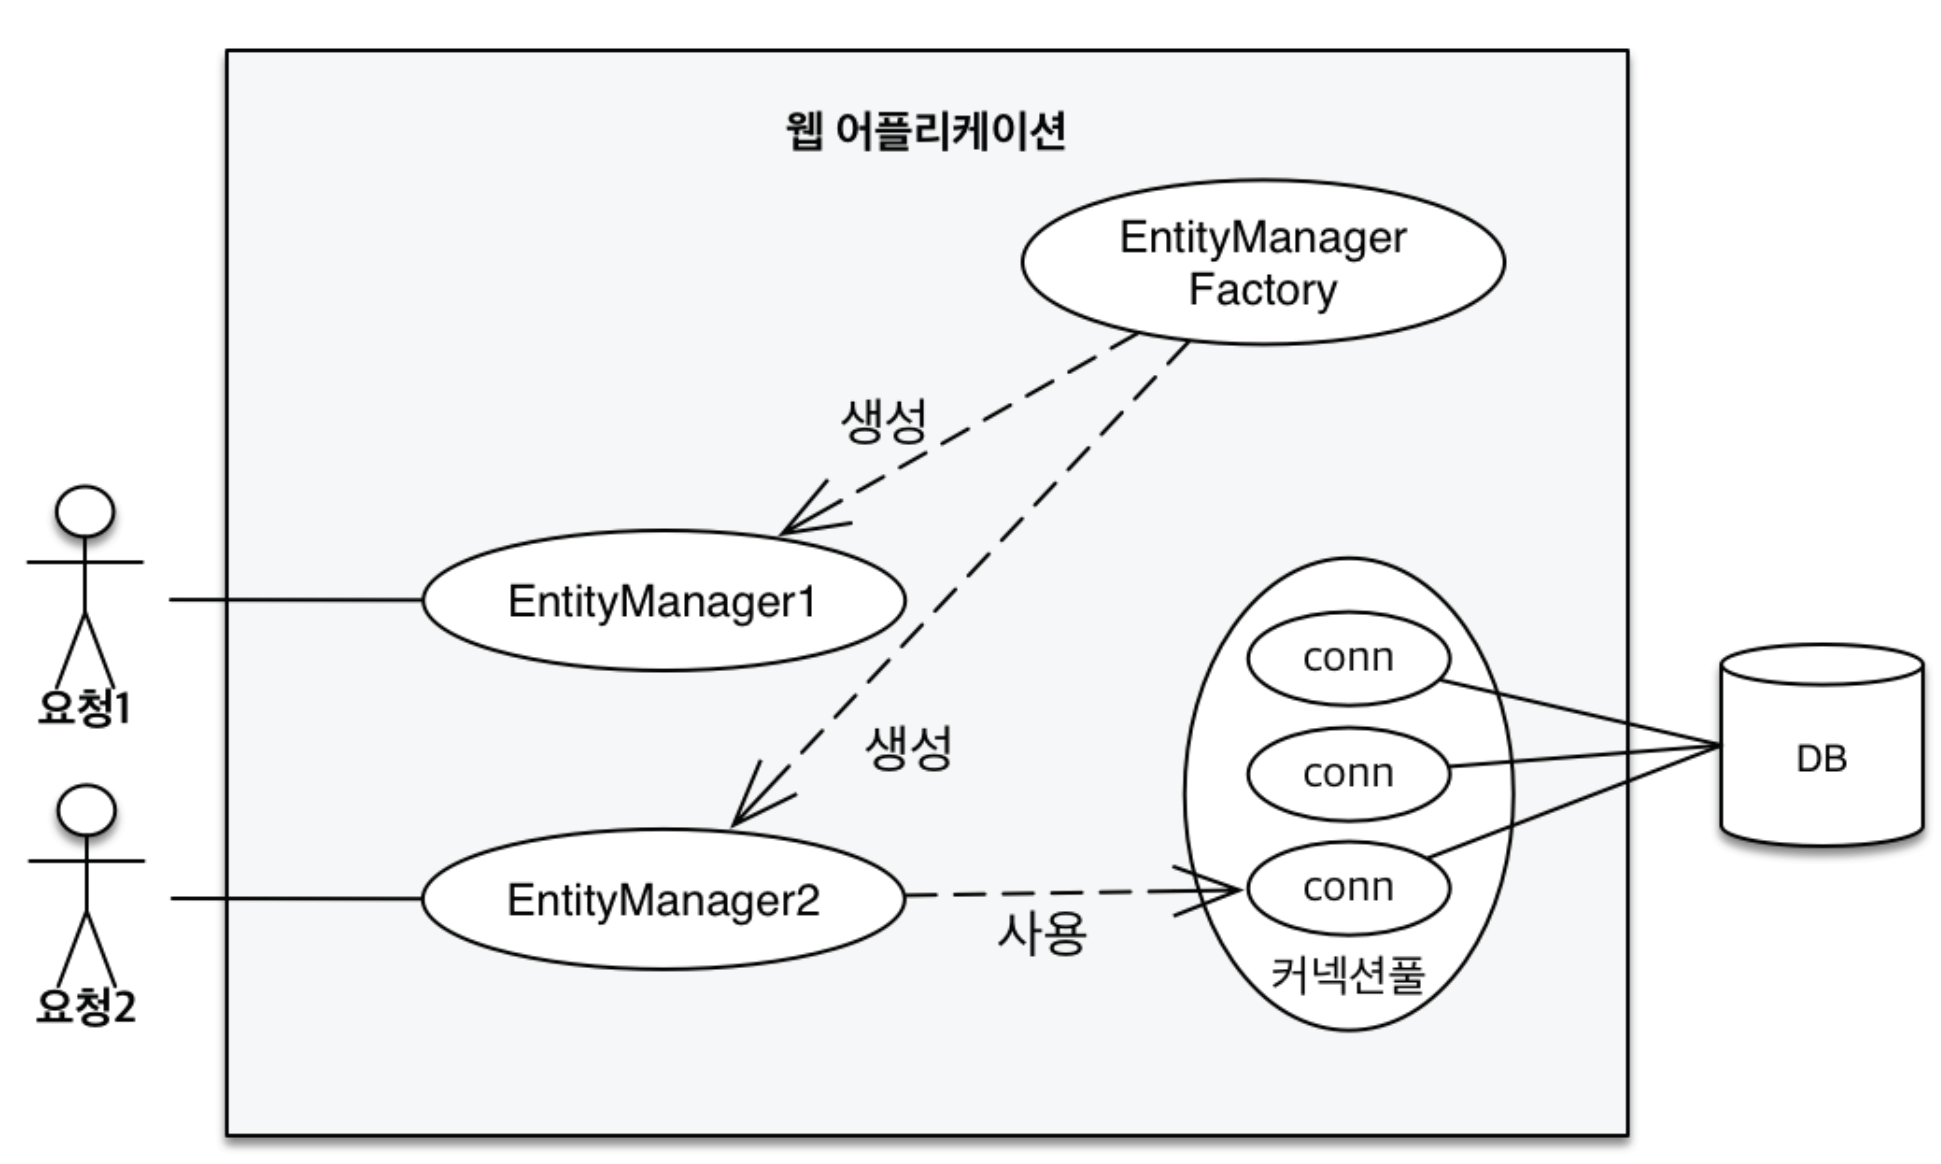 웹 어플리케이션
EntityManager
Factory
생성
EntityManager1
요청1
conn
conn
DB
생성
EntityManager2
conn
사용
커넥션풀
요청2